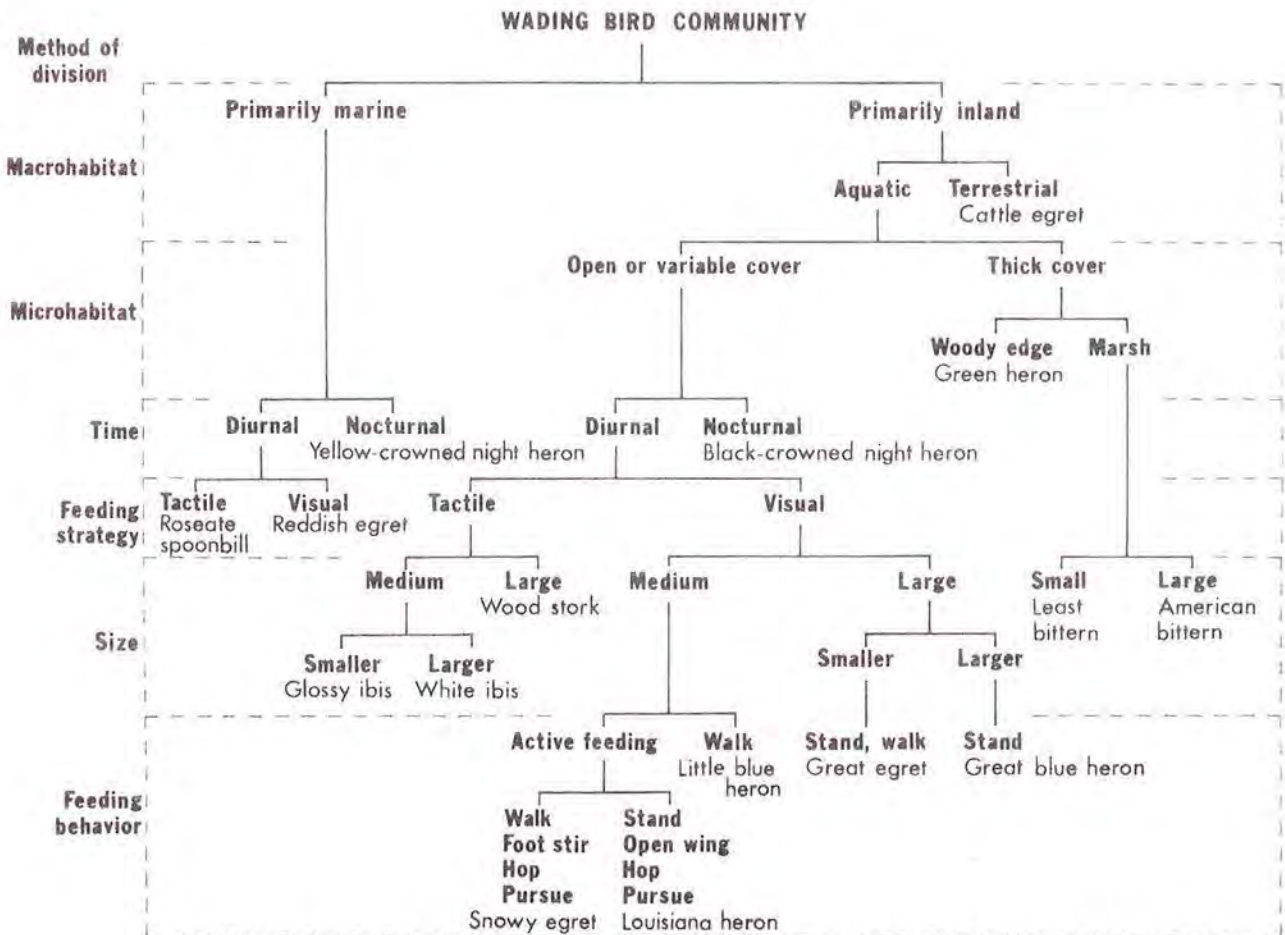 WADING BIRD COMMUNITY
Method of
division
Primarily marine
Primarily inland
Macrohabitat
Aquatic
Terrestrial
Cattle egret
Open or variable cover
Thick cover
Microhabitat
Woody edge
Green heron
Marsh
Time
Diurnal
Nocturnal
Yellow-crowned night heron
Diurnal
Nocturnal
Black-crowned night heron
Feeding
strategy
Tactile
Roseate
spoonbill
Visual
Reddish egret
Tactile
Visual
Size
Medium
Large
Wood stork
Medium
Large
Small
Least
bittern
Large
American
bittern
Smaller
Glossy ibis
Larger
White ibis
Smaller
Larger
Feeding
behavior
Active feeding
Walk
Little blue
heron
Stand, walk
Great egret
Stand
Great blue heron
Walk
Foot stir
Hop
Pursue
Snowy egret
Stand
Open wing
Hop
Pursue
Louisiana heron